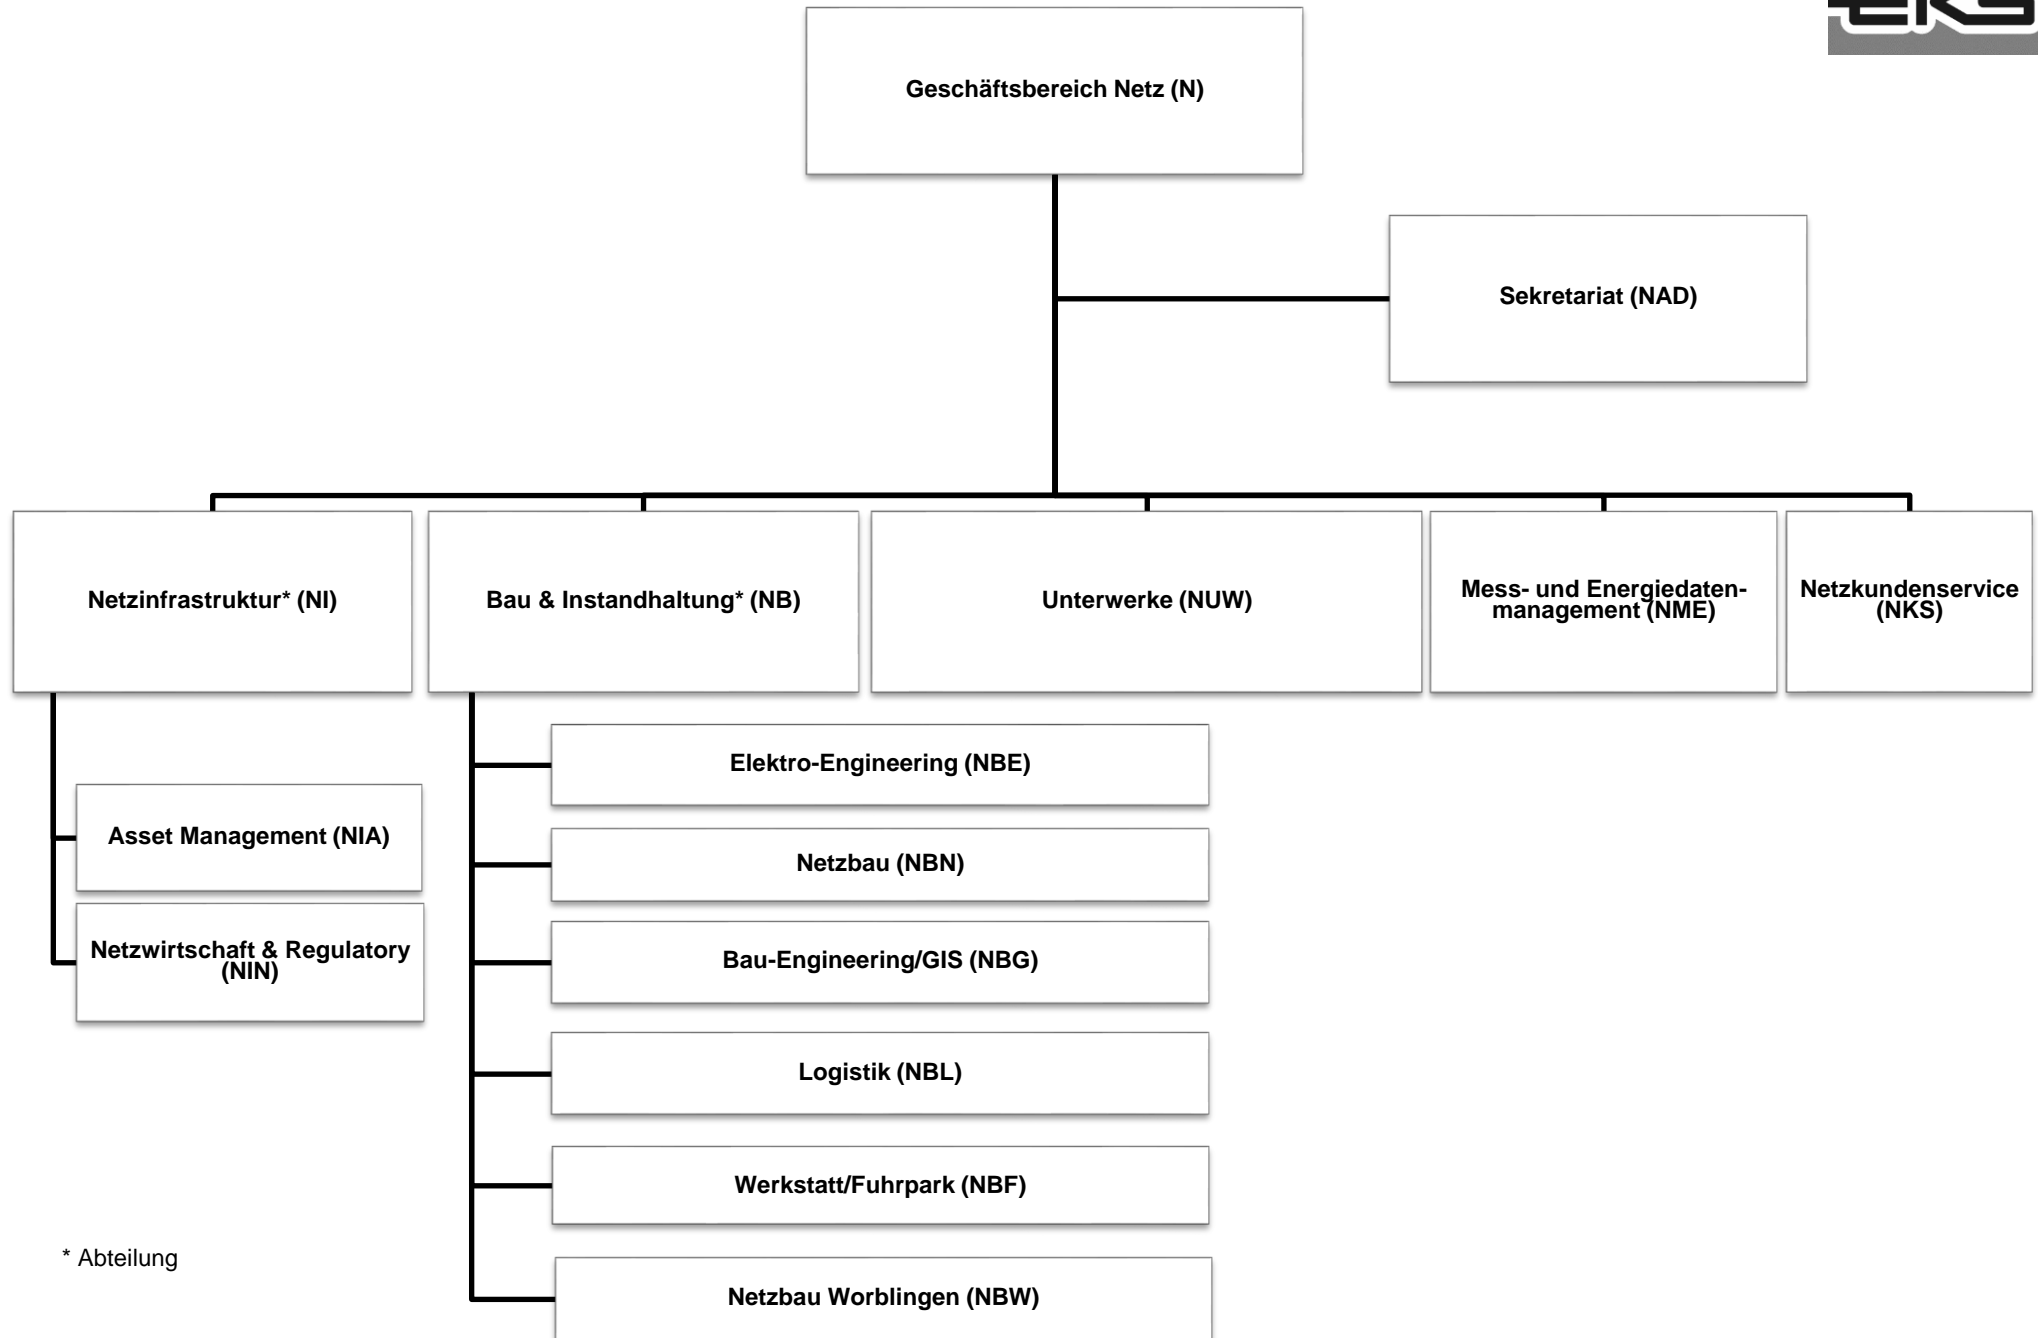 Geschäftsbereich Netz (N)
Sekretariat (NAD)
Netzinfrastruktur* (NI)
Bau & Instandhaltung* (NB)
Unterwerke (NUW)
Mess- und Energiedaten-
management (NME)
Netzkundenservice
(NKS)
Asset Management (NIA)
Netzwirtschaft & Regulatory
(NIN)
Elektro-Engineering (NBE)
Netzbau (NBN)
Bau-Engineering/GIS (NBG)
Logistik (NBL)
Werkstatt/Fuhrpark (NBF)
Netzbau Worblingen (NBW)
* Abteilung